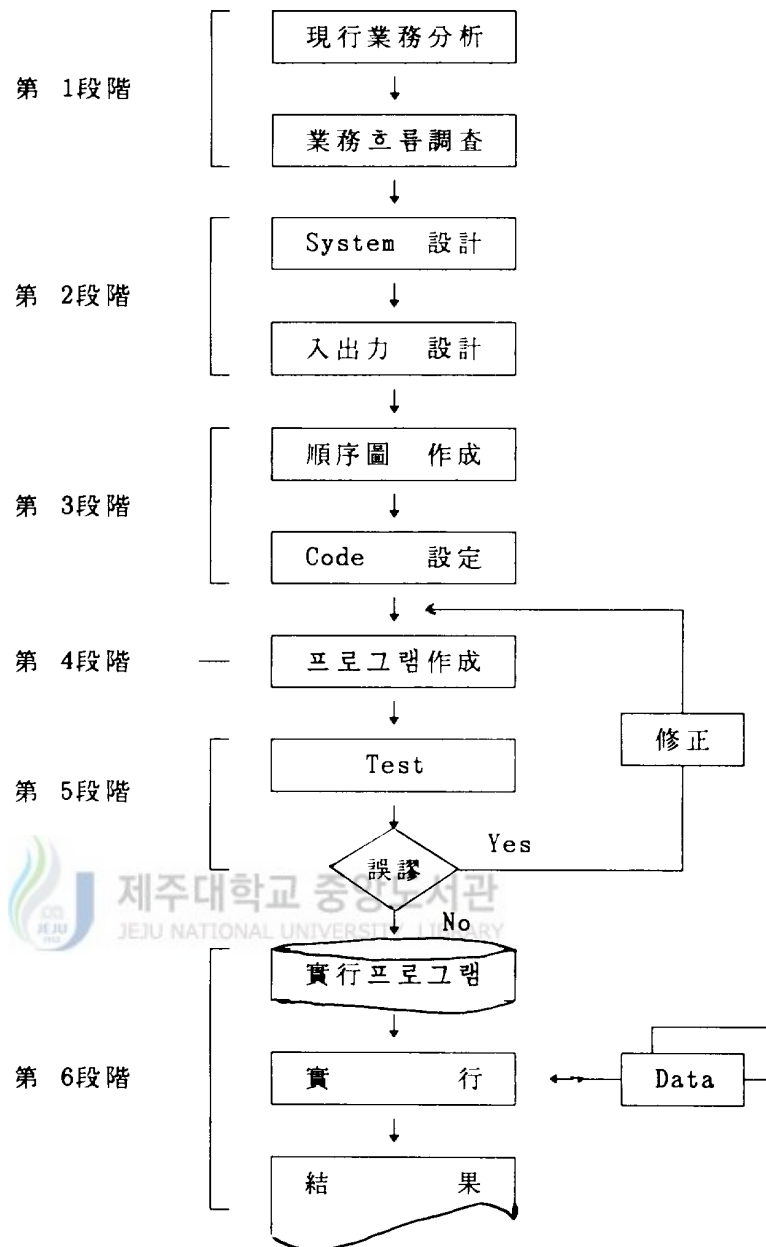 現行業務分析
第 1段階
業務흐름調査
System 設計
第 2段階
入出力 設計
順序圖 作成
第 3段階
Code 設定
第 4段階
프로그램作成
修正
Test
第 5段階
Yes
誤謬
제주대학교 중앙도서관
JEJU NATIONAL UNIVERSITY LIBRARY
JEJU
1952
No
實行프로그램
第 6段階
實 行
Data
結 果